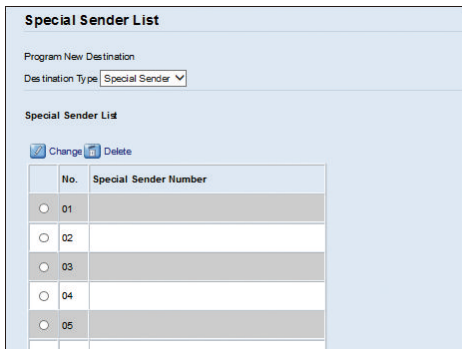 Special Sender List
Program New Destination
Destination Type Special Sender
Special Sender List
Change Delete
No. Special Sender Number
01
02
03
04
05